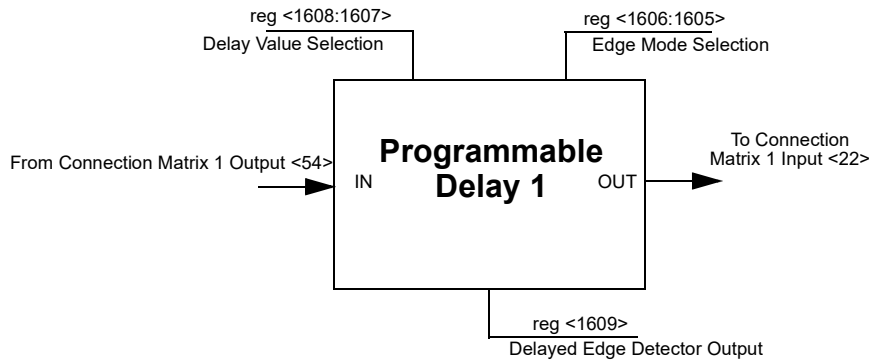 reg <1608:1607>
Delay Value Selection
reg <1606:1605>
Edge Mode Selection
From Connection Matrix 1 Output <54>
IN
Programmable
Delay 1
OUT
To Connection
Matrix 1 Input <22>
reg <1609>
Delayed Edge Detector Output